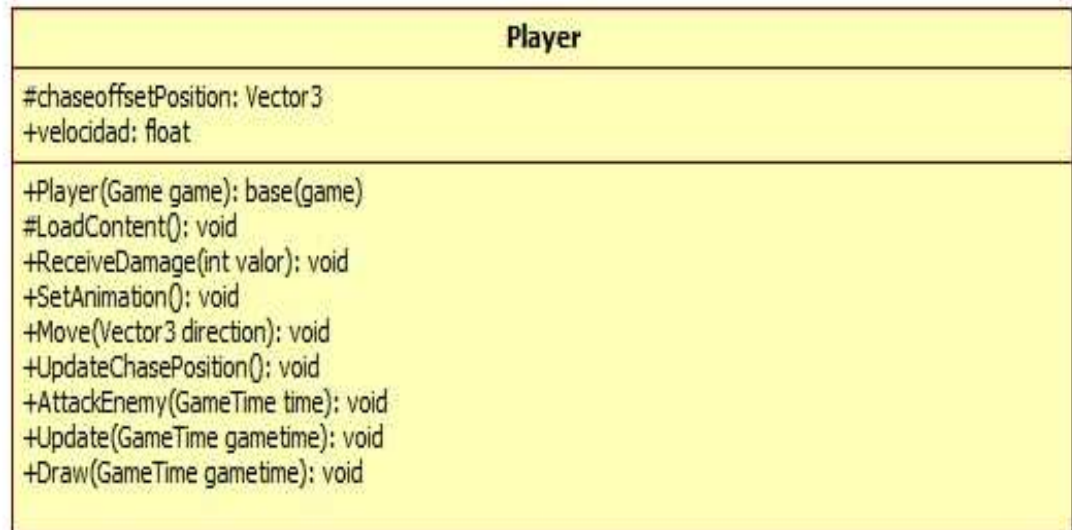 Player
#chaseoffsetPosition: Vector3
+velocidad: float
+Player(Game game): base(game)
#LoadContent(): void
+ReceiveDamage(int valor): void
+SetAnimation(): void
+Move(Vector3 direction): void
+UpdateChasePosition(): void
+AttackEnemy(GameTime time): void
+Update(GameTime gametime): void
+Draw(GameTime gametime): void